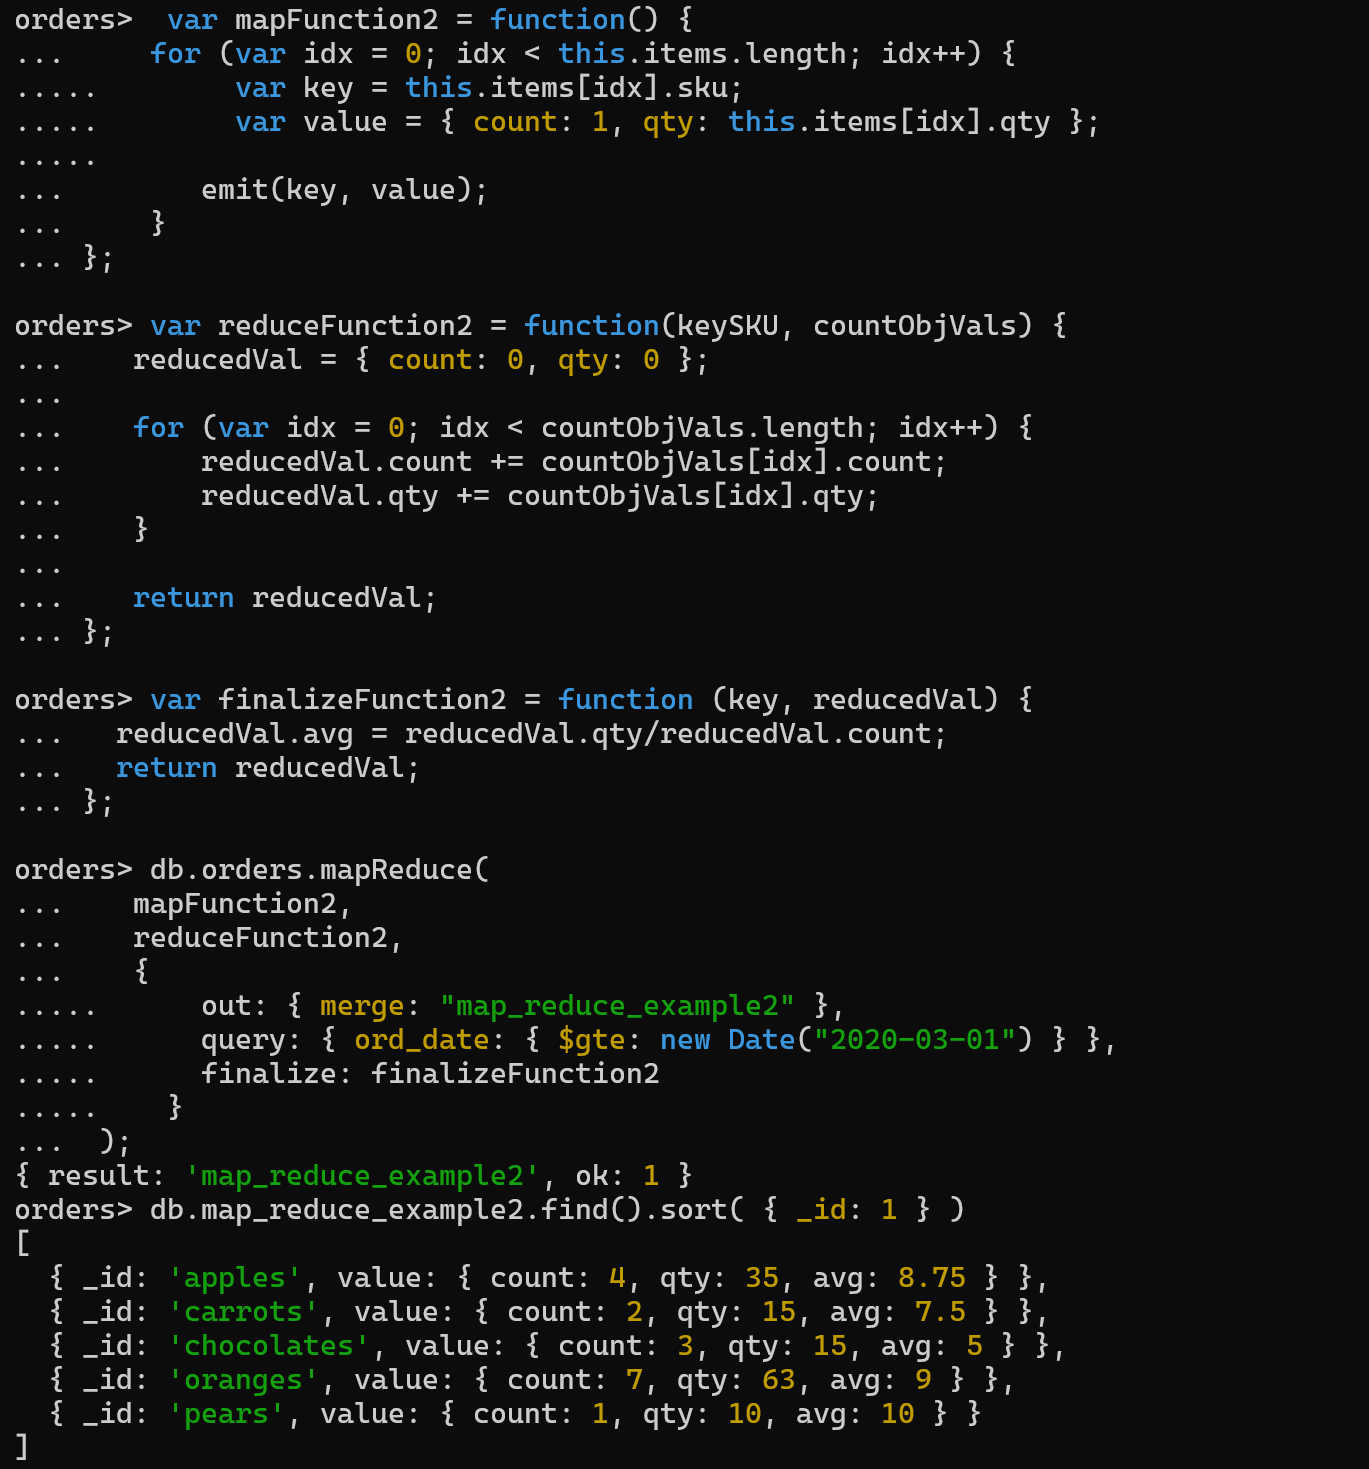 orders>  var mapFunction2 = function() {
...     for (var idx = 0; idx < this.items.length; idx++) {
.....        var key = this.items[idx].sku;
.....        var value = { count: 1, qty: this.items[idx].qty };
.....
...        emit(key, value);
...     }
... };

orders> var reduceFunction2 = function(keySKU, countObjVals) {
...    reducedVal = { count: 0, qty: 0 };
...
...    for (var idx = 0; idx < countObjVals.length; idx++) {
...        reducedVal.count += countObjVals[idx].count;
...        reducedVal.qty += countObjVals[idx].qty;
...    }
...
...    return reducedVal;
... };

orders> var finalizeFunction2 = function (key, reducedVal) {
...   reducedVal.avg = reducedVal.qty/reducedVal.count;
...   return reducedVal;
... };

orders> db.orders.mapReduce(
...    mapFunction2,
...    reduceFunction2,
...    {
.....      out: { merge: "map_reduce_example2" },
.....      query: { ord_date: { $gte: new Date("2020-03-01") } },
.....      finalize: finalizeFunction2
.....    }
...  );
{ result: 'map_reduce_example2', ok: 1 }
orders> db.map_reduce_example2.find().sort( { _id: 1 } )
[
  { _id: 'apples', value: { count: 4, qty: 35, avg: 8.75 } },
  { _id: 'carrots', value: { count: 2, qty: 15, avg: 7.5 } },
  { _id: 'chocolates', value: { count: 3, qty: 15, avg: 5 } },
  { _id: 'oranges', value: { count: 7, qty: 63, avg: 9 } },
  { _id: 'pears', value: { count: 1, qty: 10, avg: 10 } }
]